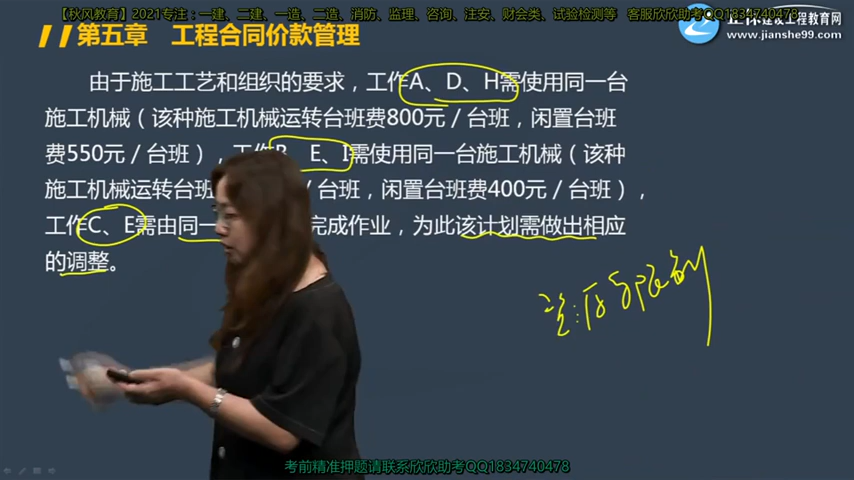 【秋风教育】2021专注：一建、二建、一造、二造、消防、监理、咨询、注安、财会类、试验检测等 客服欣欣助考QQ1834740478
建设工程教育网
www.jianshe99.com
第五章 工程合同价款管理
由于施工工艺和组织的要求，工作A、D、H需使用同一台
施工机械（该种施工机械运转台班费800元／台班，闲置台班
费550元／台班），工作B、E、I需使用同一台施工机械（该种
施工机械运转台班 ／台班，闲置台班费400元／台班），
工作C、E需由同一 完成作业，为此该计划需做出相应
的调整。
考前精准押题请联系欣欣助考QQ1834740478